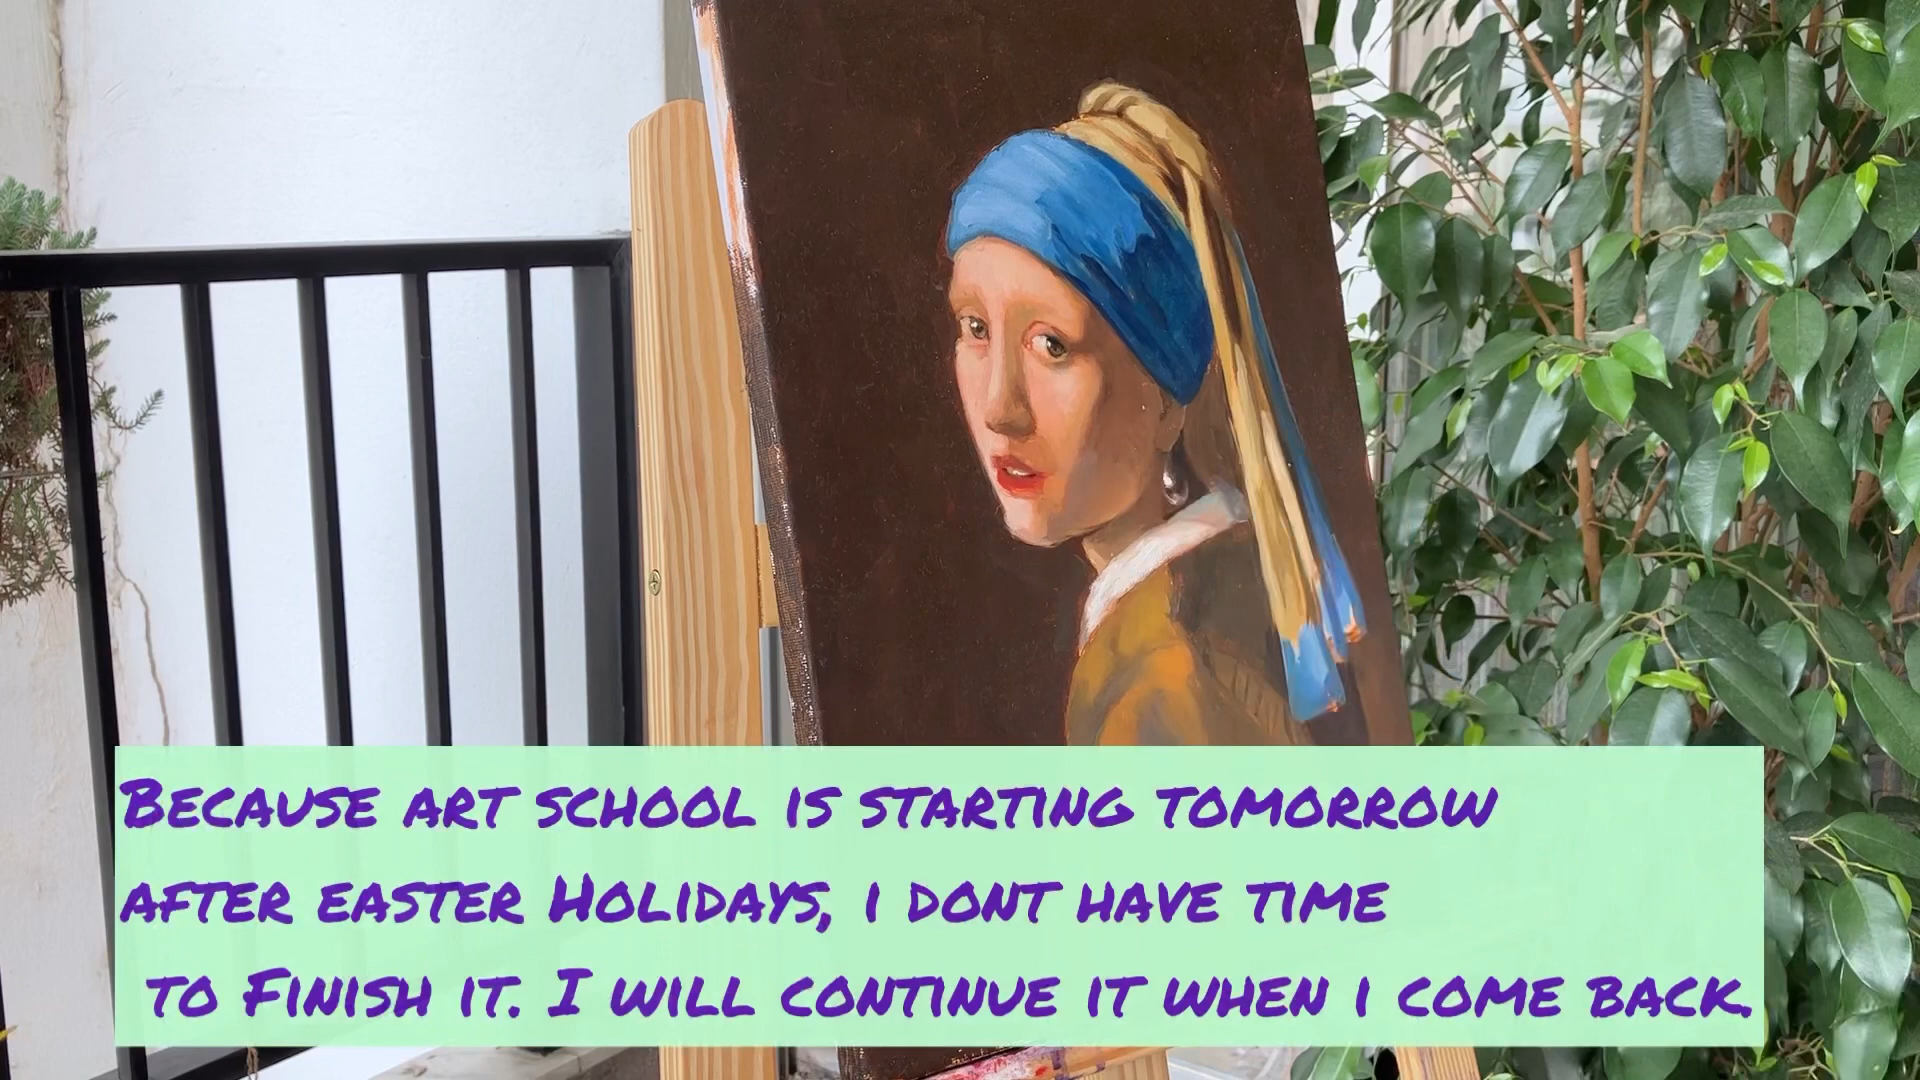 Because art school is starting tomorrow
after easter Holidays, i dont have time
to Finish it. I will continue it when i come back.